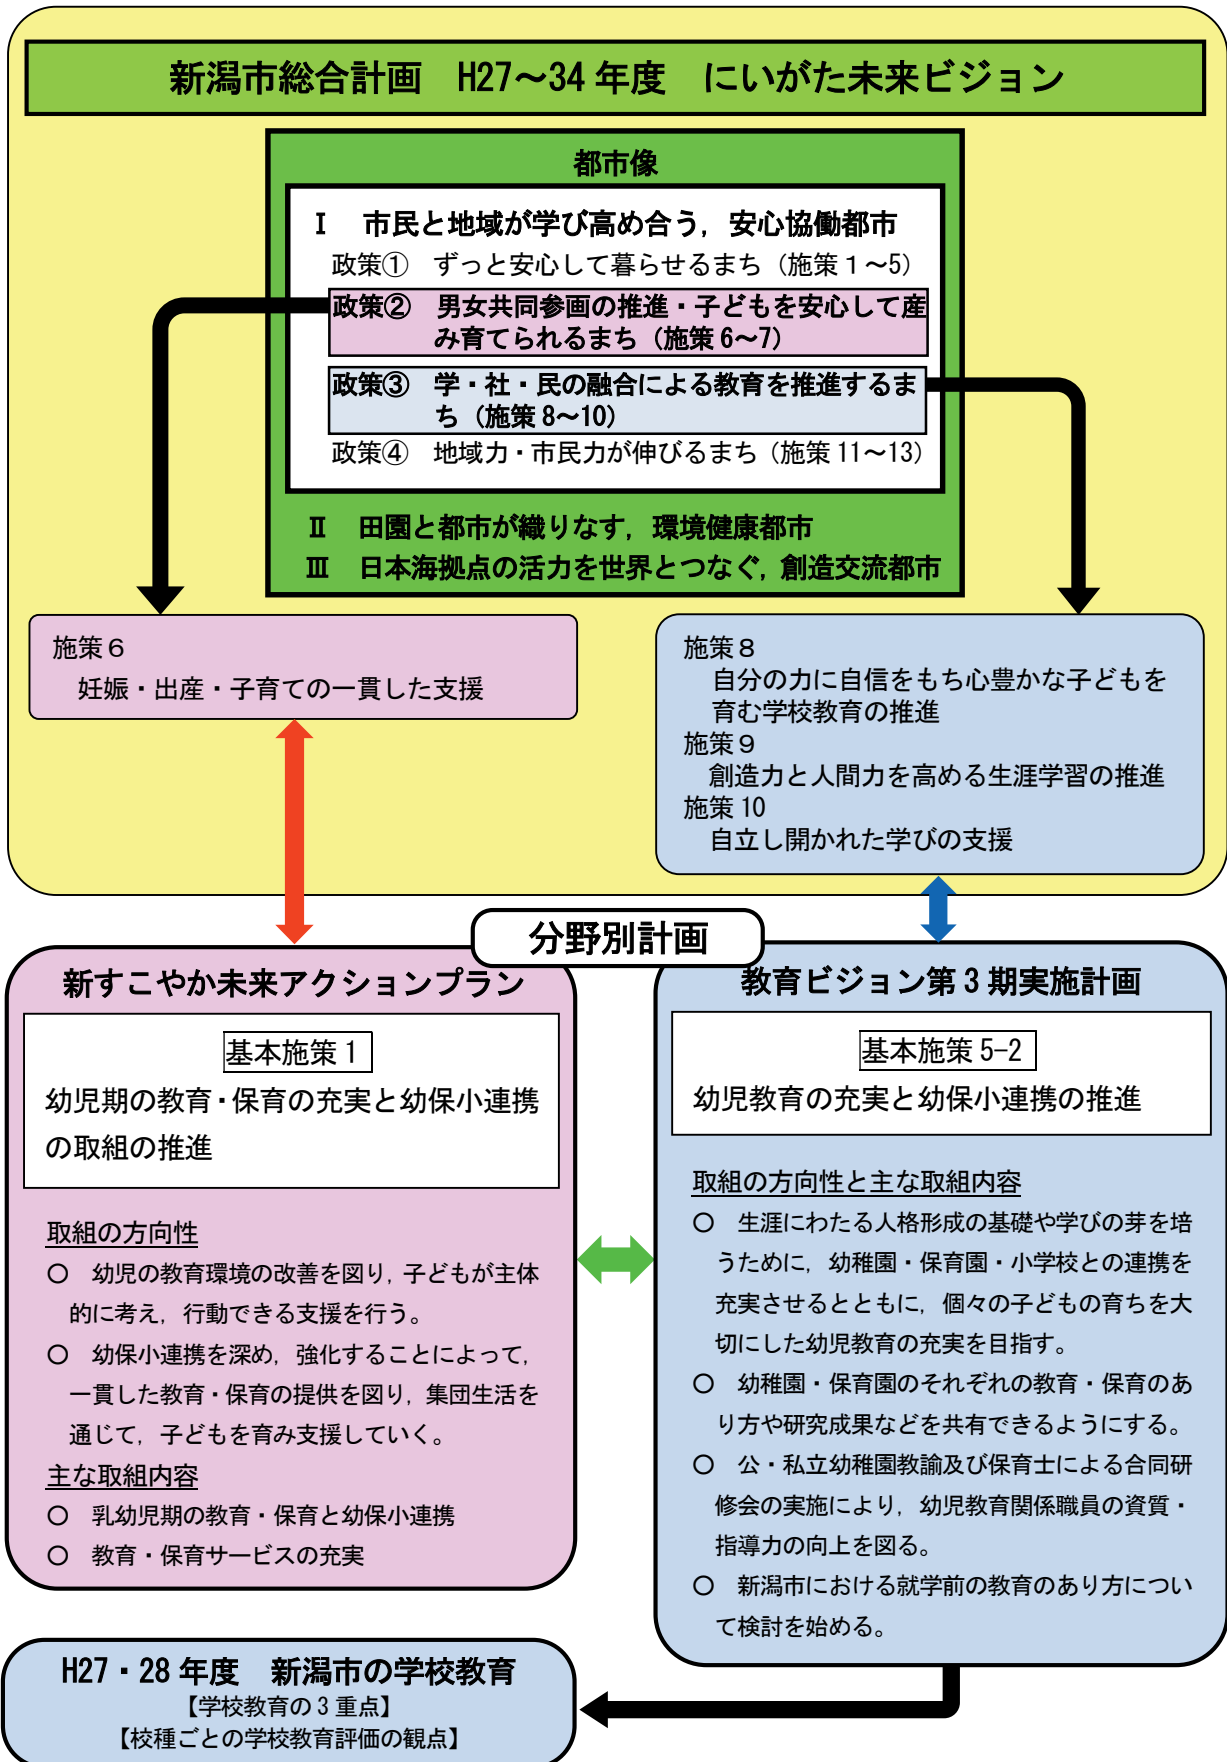 新潟市総合計画　H27～34 年度　にいがた未来ビジョン
都市像
Ⅰ　市民と地域が学び高め合う，安心協働都市
政策①　ずっと安心して暮らせるまち（施策 1 ～5）
政策②　男女共同参画の推進・子どもを安心して産
み育てられるまち（施策 6～7）
政策③　学・社・民の融合による教育を推進するま
ち（施策 8～10）
政策④　地域力・市民力が伸びるまち（施策 11～13）
Ⅱ　田園と都市が織りなす，環境健康都市
Ⅲ　日本海拠点の活力を世界とつなぐ，創造交流都市
施策６
妊娠・出産・子育ての一貫した支援
施策８
自分の力に自信をもち心豊かな子どもを
育む学校教育の推進
施策９
創造力と人間力を高める生涯学習の推進
施策 10
自立し開かれた学びの支援
分野別計画
新すこやか未来アクションプラン
基本施策 1
幼児期の教育・保育の充実と幼保小連携
の取組の推進
取組の方向性
○　幼児の教育環境の改善を図り，子どもが主体
的に考え，行動できる支援を行う。
○　幼保小連携を深め，強化することによって，
一貫した教育・保育の提供を図り，集団生活を
通じて，子どもを育み支援していく。
主な取組内容
○　乳幼児期の教育・保育と幼保小連携
○　教育・保育サービスの充実
教育ビジョン第 3 期実施計画
基本施策 5-2
幼児教育の充実と幼保小連携の推進
取組の方向性と主な取組内容
○　生涯にわたる人格形成の基礎や学びの芽を培
うために，幼稚園・保育園・小学校との連携を
充実させるとともに，個々の子どもの育ちを大
切にした幼児教育の充実を目指す。
○　幼稚園・保育園のそれぞれの教育・保育のあ
り方や研究成果などを共有できるようにする。
○　公・私立幼稚園教諭及び保育士による合同研
修会の実施により，幼児教育関係職員の資質・
指導力の向上を図る。
○　新潟市における就学前の教育のあり方につい
て検討を始める。
H27・28 年度　新潟市の学校教育
【学校教育の 3 重点】
【校種ごとの学校教育評価の観点】